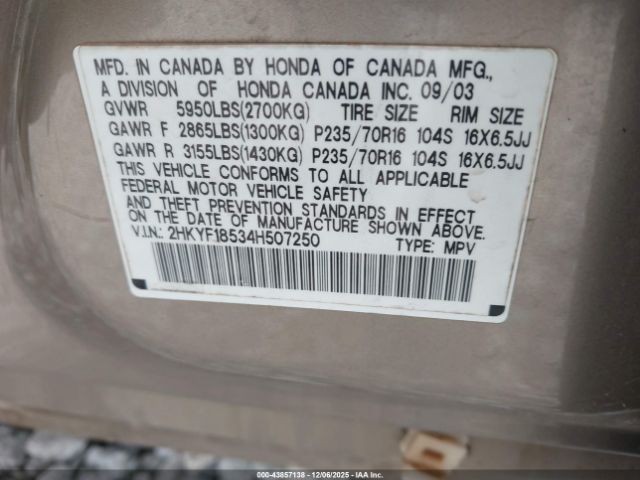 MFD. IN CANADA BY HONDA OF CANADA MFG.,
A DIVISION OF HONDA CANADA INC. 09/03
GVWR 5950LBS(2700KG) TIRE SIZE RIM SIZE
GAWR F 2865LBS(1300KG) P235/70R16 104S 16X6.5JJ
GAWR R 3155LBS(1430KG) P235/70R16 104S 16X6.5JJ
THIS VEHICLE CONFORMS TO ALL APPLICABLE
FEDERAL MOTOR VEHICLE SAFETY
AND THEFT PREVENTION STANDARDS IN EFFECT
ON THE DATE OF MANUFACTURE SHOWN ABOVE.
V.I.N.: 2HKYF18534H507250 TYPE: MPV
000-43857138 - 12/06/2025 - IAA Inc.